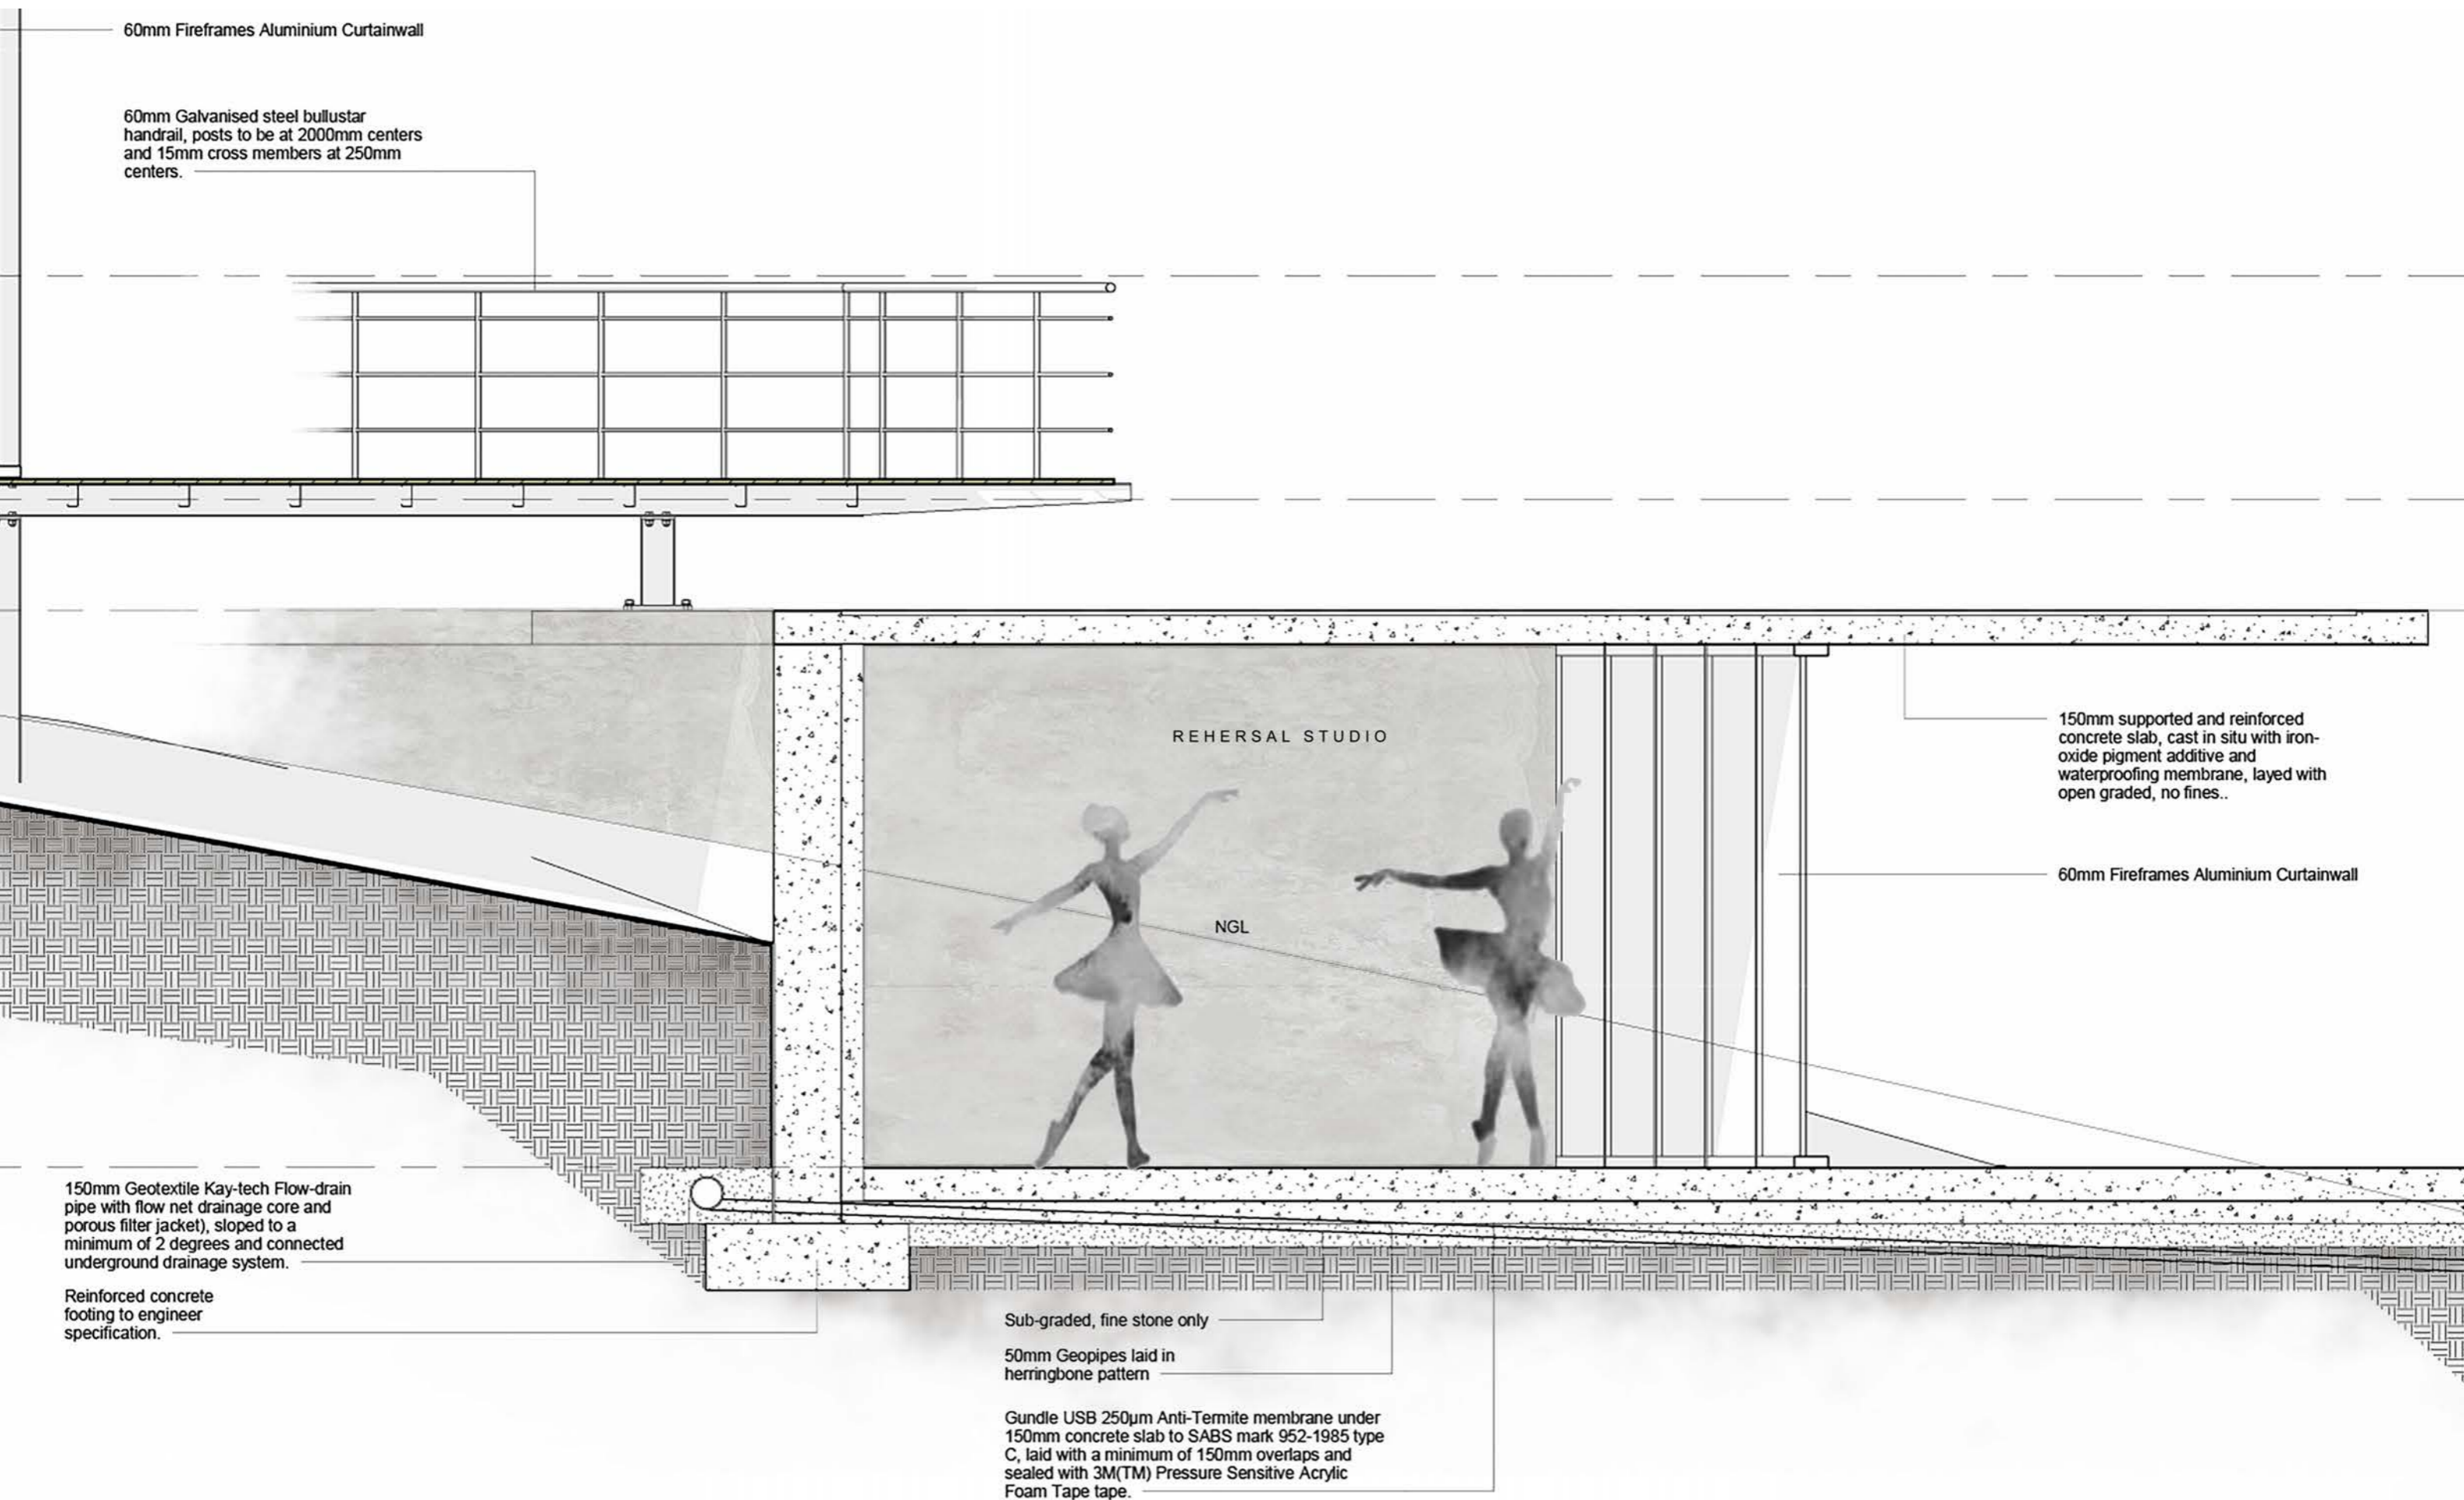 60mm Fireframes Aluminium Curtainwall
60mm Galvanised steel bullustar
handrail, posts to be at 2000mm centers
and 15mm cross members at 250mm
centers.
REHERSAL STUDIO
NGL
150mm supported and reinforced
concrete slab, cast in situ with iron-
oxide pigment additive and
waterproofing membrane, layed with
open graded, no fines..
60mm Fireframes Aluminium Curtainwall
150mm Geotextile Kay-tech Flow-drain
pipe with flow net drainage core and
porous filter jacket), sloped to a
minimum of 2 degrees and connected
underground drainage system.
Reinforced concrete
footing to engineer
specification.
Sub-graded, fine stone only
50mm Geopipes laid in
herringbone pattern
Gundle USB 250µm Anti-Termite membrane under
150mm concrete slab to SABS mark 952-1985 type
C, laid with a minimum of 150mm overlaps and
sealed with 3M(TM) Pressure Sensitive Acrylic
Foam Tape tape.